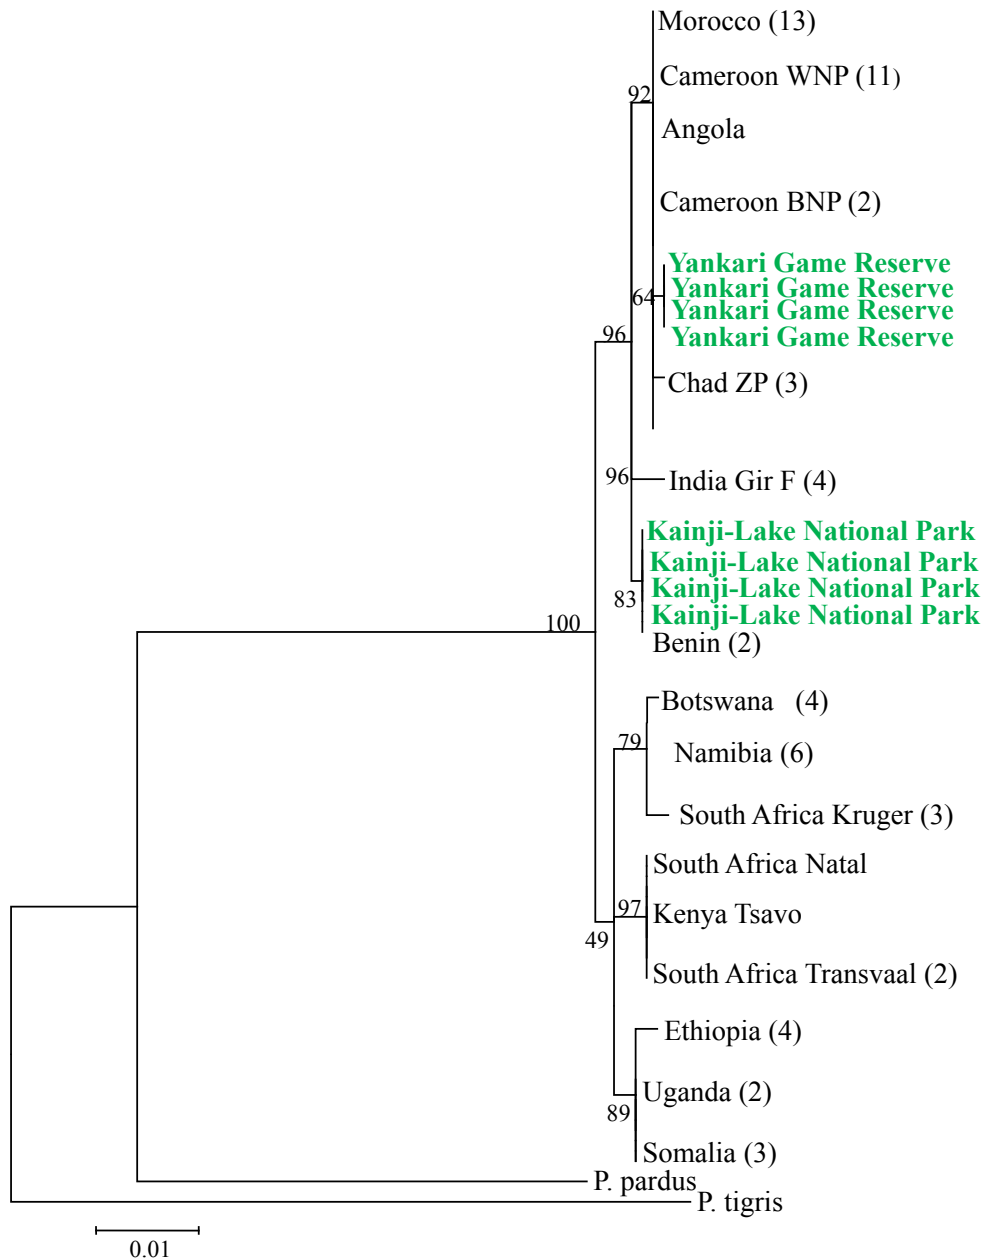 Morocco (13)
Cameroon WNP (11)
92
Angola
Cameroon BNP (2)
Yankari Game Reserve
Yankari Game Reserve
64
Yankari Game Reserve
Yankari Game Reserve
96
Chad ZP (3)
96
India Gir F (4)
Kainji-Lake National Park
Kainji-Lake National Park
Kainji-Lake National Park
83
Kainji-Lake National Park
100
Benin (2)
Botswana (4)
79
Namibia (6)
South Africa Kruger (3)
South Africa Natal
97
Kenya Tsavo
49
South Africa Transvaal (2)
Ethiopia (4)
Uganda (2)
89
Somalia (3)
P. pardus
P. tigris
0.01